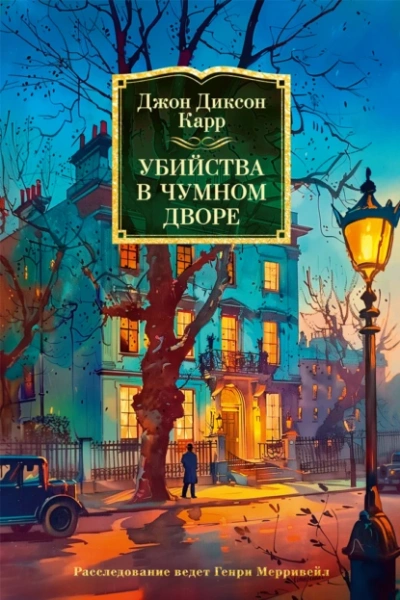 Джон Диксон
Карр
УБИЙСТВА
В ЧУМНОМ
ДВОРЕ
Расследование ведет Генри Мерривейл